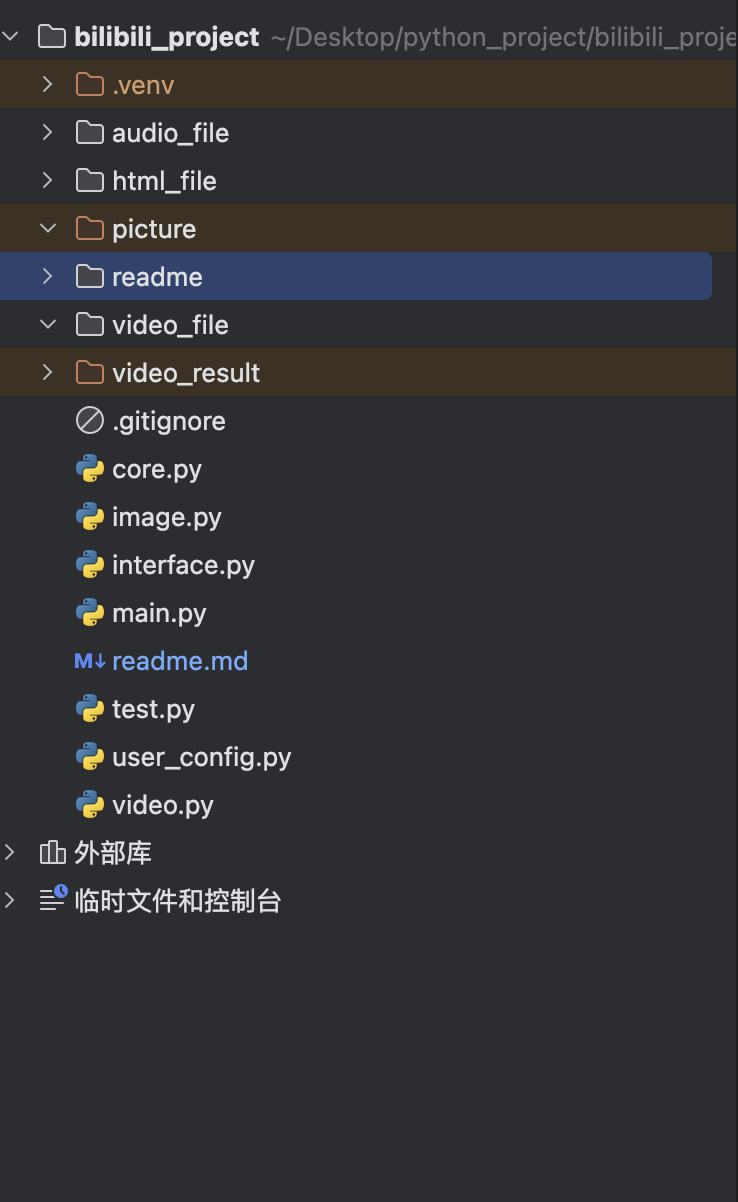 bilibili_project ~/Desktop/python_project/bilibili_proje
.venv
audio_file
html_file
picture
readme
video_file
video_result
.gitignore
core.py
image.py
interface.py
main.py
M↓ readme.md
test.py
user_config.py
video.py
外部库
临时文件和控制台